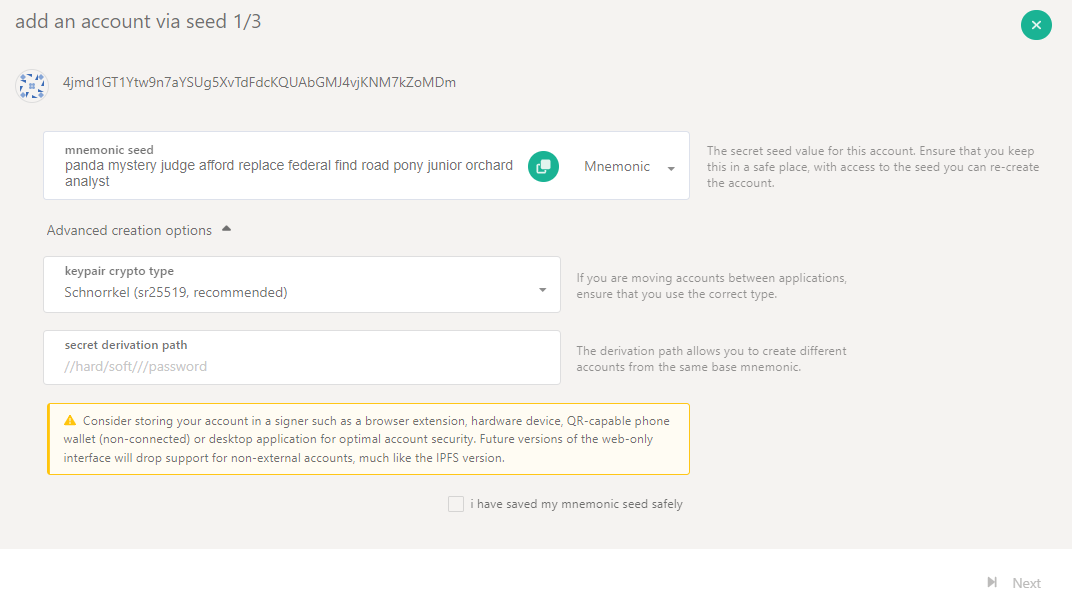 add an account via seed 1/3
4jmd1GT1Ytw9n7aYSUg5XvTdFdcKQUAbGMJ4vjKNM7kZoMDm
mnemonic seed
panda mystery judge afford replace federal find road pony junior orchard
analyst
Mnemonic
The secret seed value for this account. Ensure that you keep
this in a safe place, with access to the seed you can re-create
the account.
Advanced creation options
keypair crypto type
Schnorrkel (sr25519, recommended)
If you are moving accounts between applications,
ensure that you use the correct type.
secret derivation path
//hard/soft///password
The derivation path allows you to create different
accounts from the same base mnemonic.
Consider storing your account in a signer such as a browser extension, hardware device, QR-capable phone
wallet (non-connected) or desktop application for optimal account security. Future versions of the web-only
interface will drop support for non-external accounts, much like the IPFS version.
i have saved my mnemonic seed safely
Next